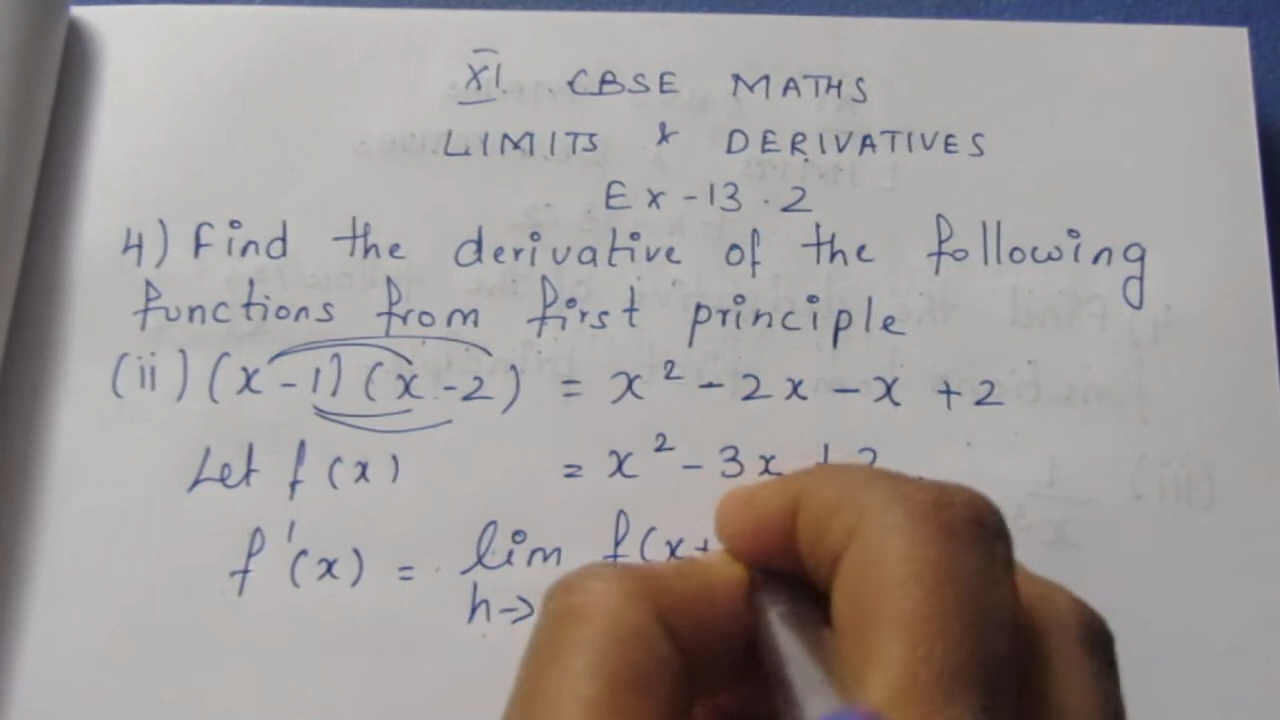 XI CBSE MATHS
LIMITS & DERIVATIVES
Ex-13.2
4) Find the derivative of the following
functions from first principle
(ii) (x-1)(x-2) = x² - 2x - x + 2
Let f(x) = x² - 3x + 2
f'(x) = lim f(x+
h→